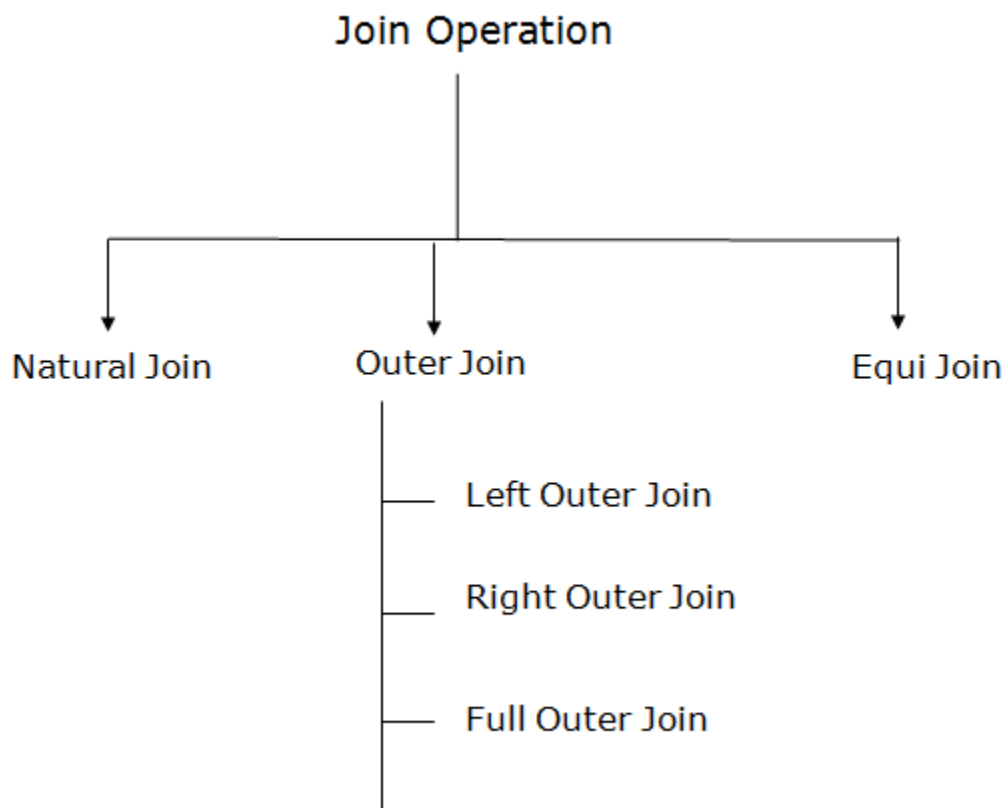 Join Operation
Natural Join
Outer Join
Equi Join
Left Outer Join
Right Outer Join
Full Outer Join